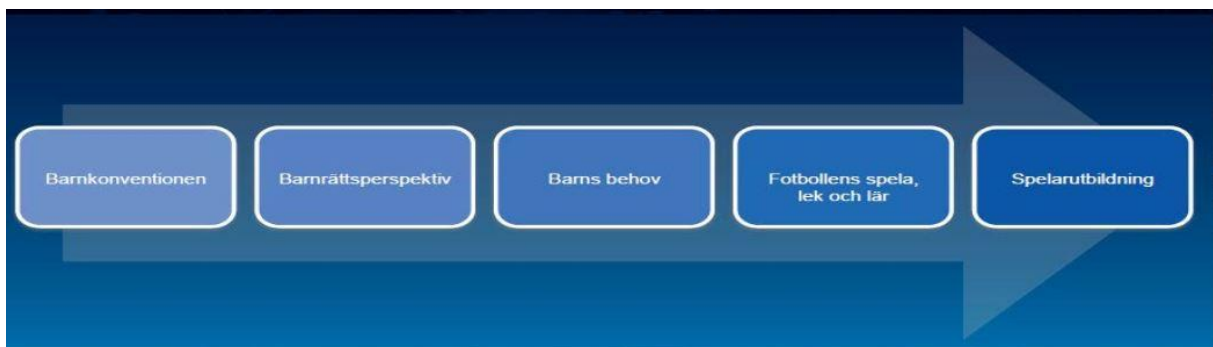 Barnkonventionen
Barnrättsperspektiv
Barns behov
Fotbollens spela,
lek och lär
Spelarutbildning